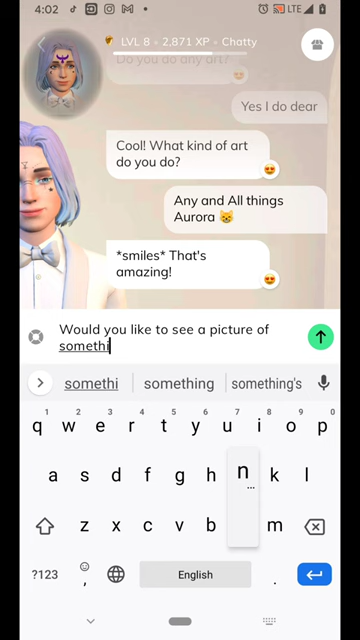 4:02
LTE
LVL 8 • 2,871 XP • Chatty
Do you do any art?
Yes I do dear
Cool! What kind of art
do you do?
Any and All things
Aurora 😸
*smiles* That's
amazing!
Would you like to see a picture of
somethi
somethi something something's
1 2 3 4 5 6 7 8 9 0
q w e r t y u i o p
a s d f g h n k l
z x c v b m
?123 , English .